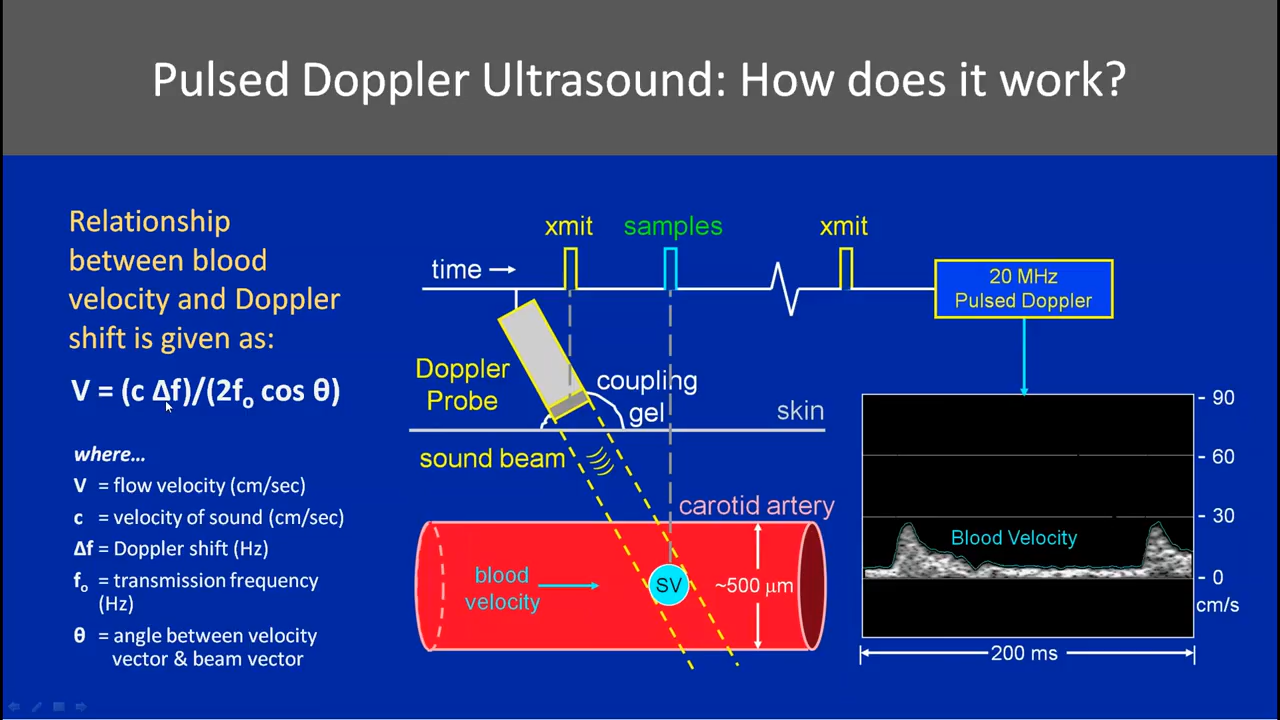 Pulsed Doppler Ultrasound: How does it work?
Relationship
between blood
velocity and Doppler
shift is given as:
V = (c Δf)/(2fo cos θ)
where…
V = flow velocity (cm/sec)
c = velocity of sound (cm/sec)
Δf = Doppler shift (Hz)
fo = transmission frequency
(Hz)
θ = angle between velocity
vector & beam vector
xmit
samples
xmit
time
20 MHz
Pulsed Doppler
Doppler
Probe
coupling
gel
skin
sound beam
carotid artery
blood
velocity
SV
~500 μm
Blood Velocity
- 90
- 60
- 30
- 0
cm/s
200 ms